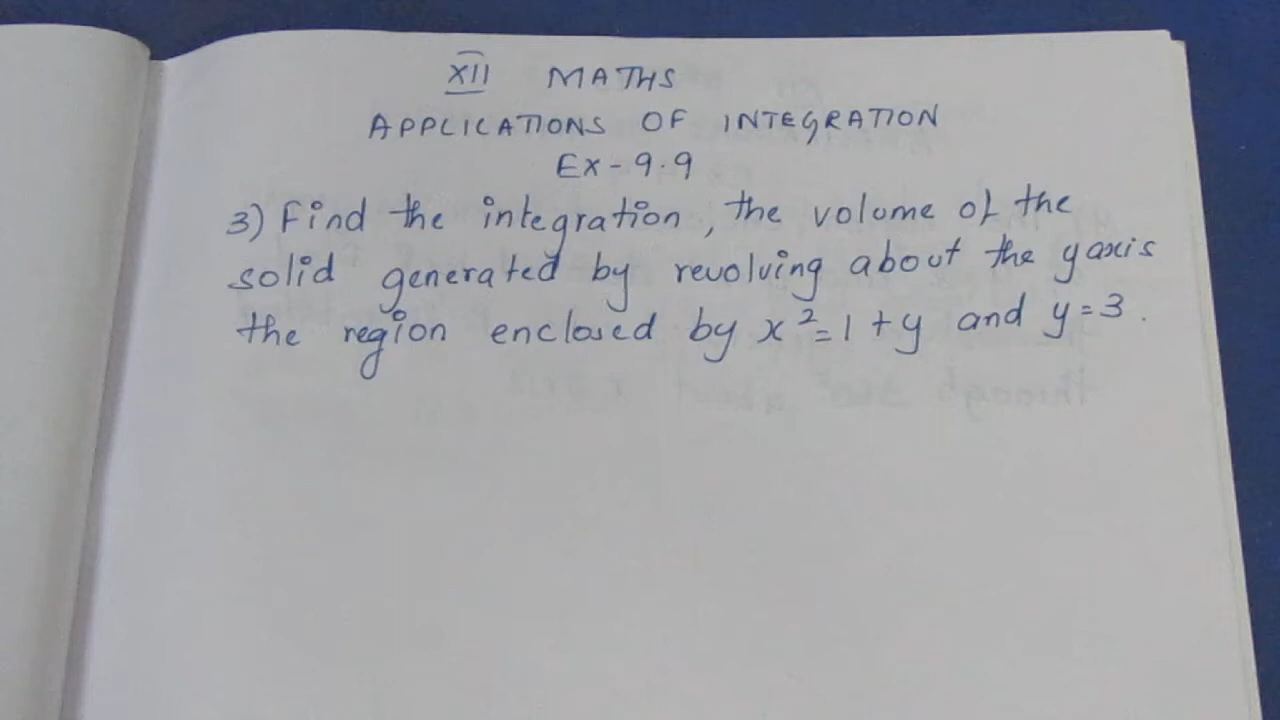 XII MATHS
APPLICATIONS OF INTEGRATION
Ex-9.9
3) Find the integration, the volume of the
solid generated by revolving about the y axis
the region enclosed by x²=1+y and y=3.